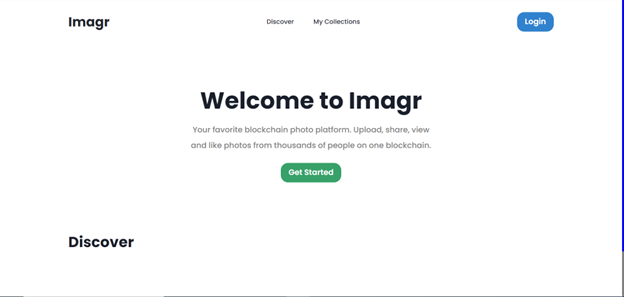 Imagr
Discover
My Collections
Login
Welcome to Imagr
Your favorite blockchain photo platform. Upload, share, view
and like photos from thousands of people on one blockchain.
Get Started
Discover